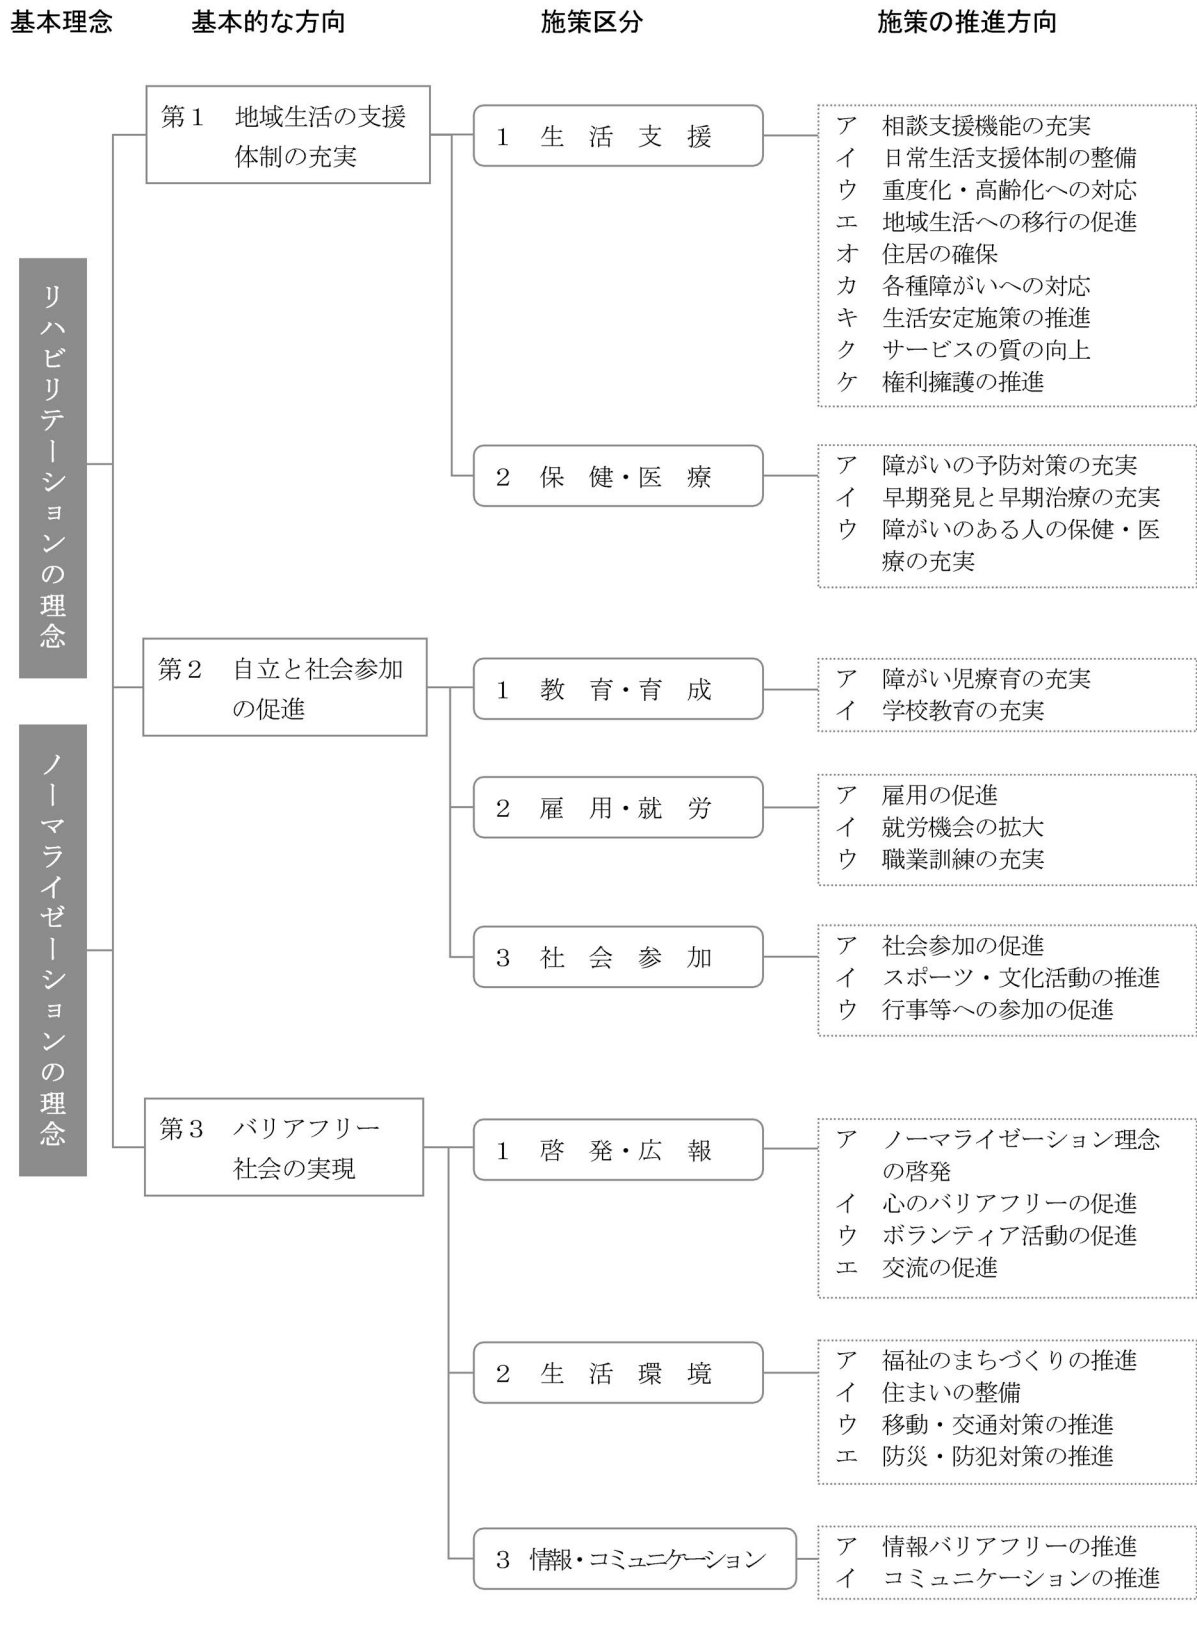 基本理念　基本的な方向　施策区分　施策の推進方向
リハビリテーションの理念
ノーマライゼーションの理念
第１　地域生活の支援
体制の充実
１　生　活　支　援
ア　相談支援機能の充実
イ　日常生活支援体制の整備
ウ　重度化・高齢化への対応
エ　地域生活への移行の促進
オ　住居の確保
カ　各種障がいへの対応
キ　生活安定施策の推進
ク　サービスの質の向上
ケ　権利擁護の推進
２　保　健・医　療
ア　障がいの予防対策の充実
イ　早期発見と早期治療の充実
ウ　障がいのある人の保健・医
療の充実
第２　自立と社会参加
の促進
１　教　育・育　成
ア　障がい児療育の充実
イ　学校教育の充実
２　雇　用・就　労
ア　雇用の促進
イ　就労機会の拡大
ウ　職業訓練の充実
３　社　会　参　加
ア　社会参加の促進
イ　スポーツ・文化活動の推進
ウ　行事等への参加の促進
第３　バリアフリー
社会の実現
１　啓　発・広　報
ア　ノーマライゼーション理念
の啓発
イ　心のバリアフリーの促進
ウ　ボランティア活動の促進
エ　交流の促進
２　生　活　環　境
ア　福祉のまちづくりの推進
イ　住まいの整備
ウ　移動・交通対策の推進
エ　防災・防犯対策の推進
３　情報・コミュニケーション
ア　情報バリアフリーの推進
イ　コミュニケーションの推進